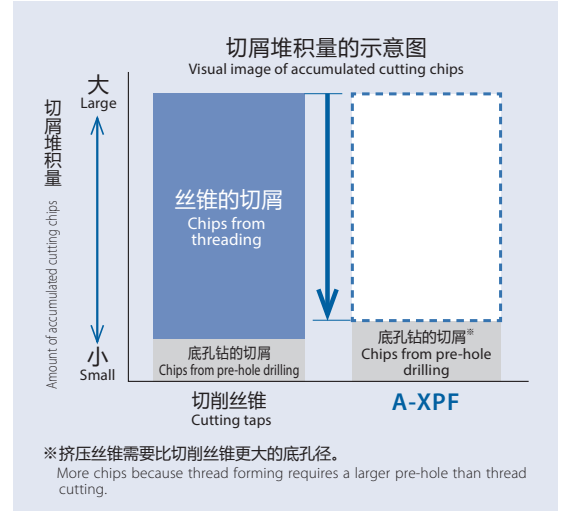 切屑堆积量的示意图
Visual image of accumulated cutting chips
大
Large
切屑堆积量
Amount of accumulated cutting chips
小
Small
丝锥的切屑
Chips from
threading
底孔钻的切屑
Chips from pre-hole drilling
底孔钻的切屑※
Chips from pre-hole
drilling
切削丝锥
Cutting taps
A-XPF
※挤压丝锥需要比切削丝锥更大的底孔径。
More chips because thread forming requires a larger pre-hole than thread
cutting.